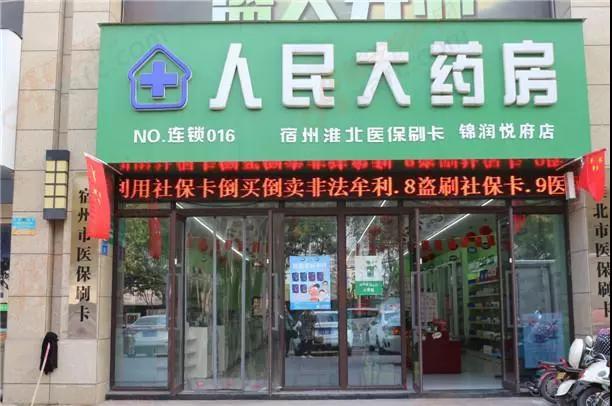 人民大药房
NO.连锁016 宿州淮北医保刷卡 锦润悦府店
利用社保卡倒买倒卖非法牟利.8盗刷社保卡.9医
宿州市医保刷卡
北市医保刷卡